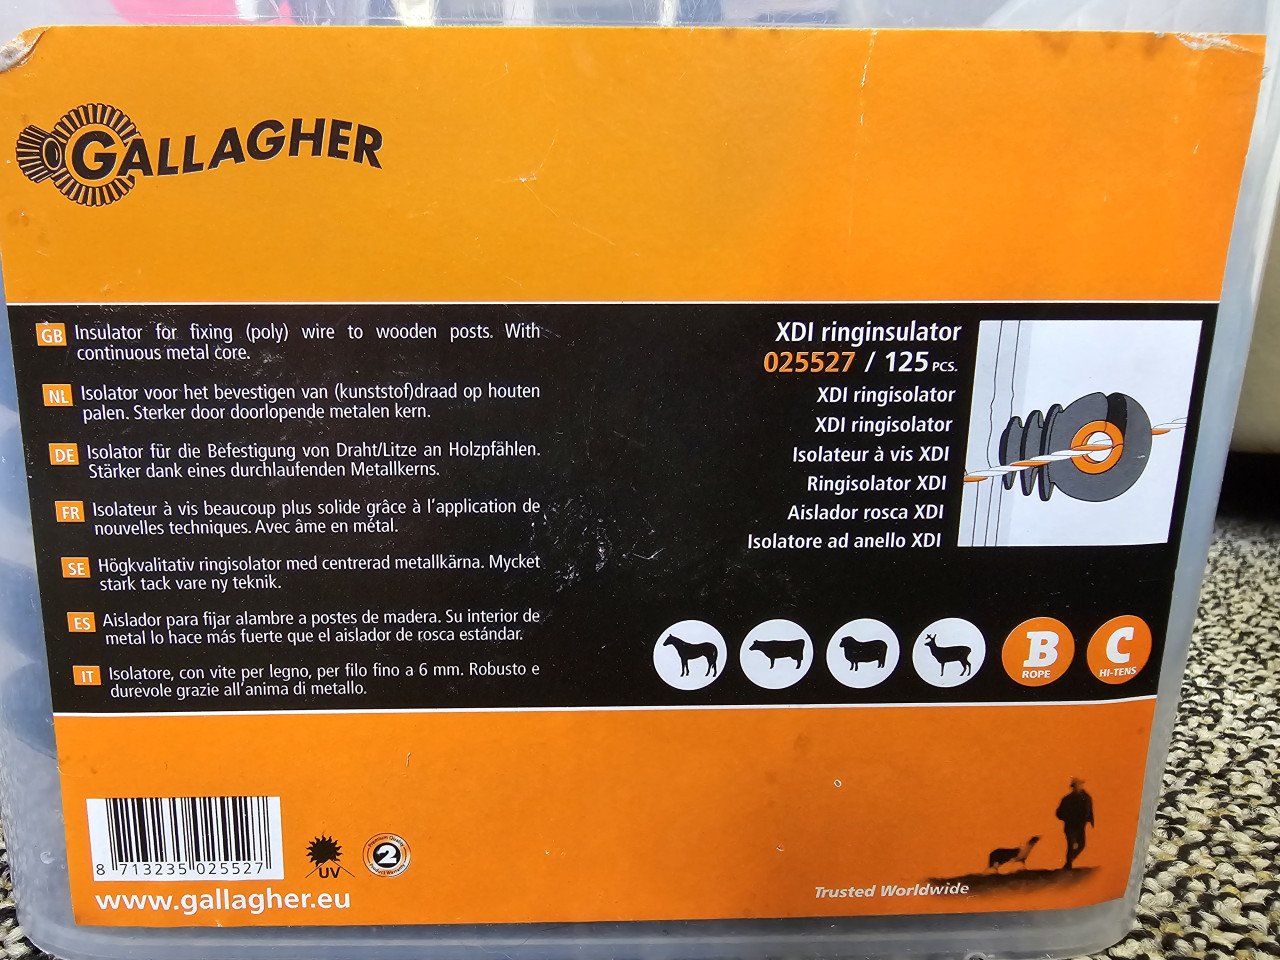 GALLAGHER
GB Insulator for fixing (poly) wire to wooden posts. With
continuous metal core.
NL Isolator voor het bevestigen van (kunststof)draad op houten
palen. Sterker door doorlopende metalen kern.
DE Isolator für die Befestigung von Draht/Litze an Holzpfählen.
Stärker dank eines durchlaufenden Metallkerns.
FR Isolateur à vis beaucoup plus solide grâce à l'application de
nouvelles techniques. Avec âme en métal.
SE Högkvalitativ ringisolator med centrerad metallkärna. Mycket
stark tack vare ny teknik.
ES Aislador para fijar alambre a postes de madera. Su interior de
metal lo hace más fuerte que el aislador de rosca estándar.
IT Isolatore, con vite per legno, per filo fino a 6 mm. Robusto e
durevole grazie all'anima di metallo.
XDI ringinsulator
025527 / 125 PCS.
XDI ringisolator
XDI ringisolator
Isolateur à vis XDI
Ringisolator XDI
Aislador rosca XDI
Isolatore ad anello XDI
B
ROPE
C
HI-TENS
8 713235 025527
UV
2
www.gallagher.eu
Trusted Worldwide